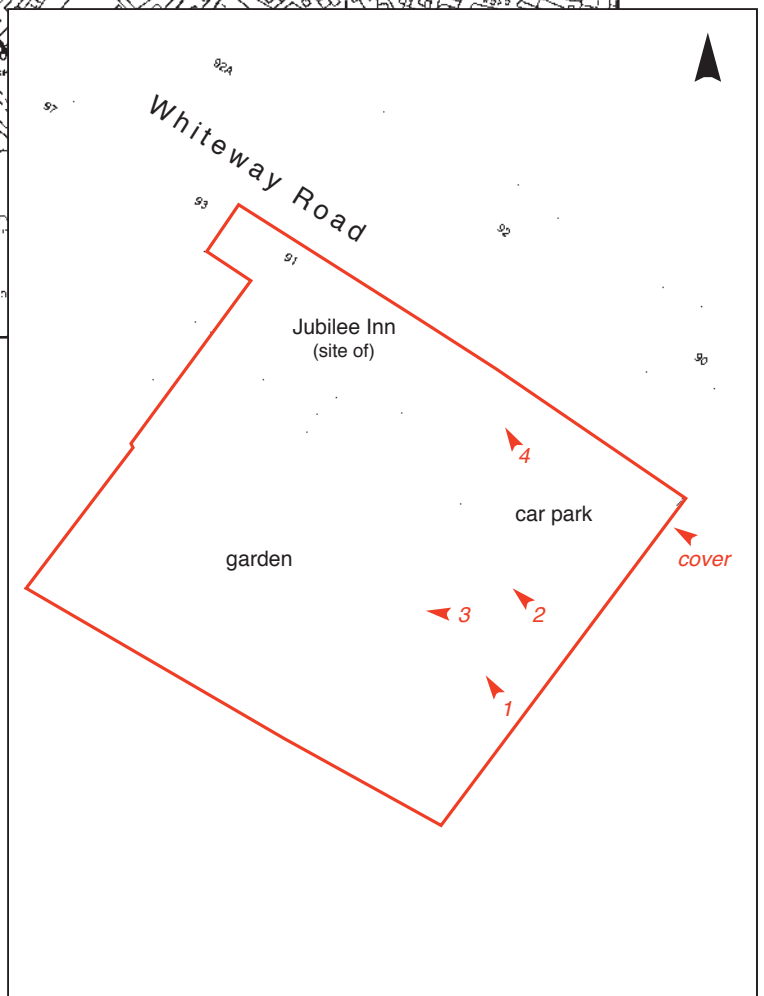 92A
97
Whiteway Road
93
92
91
Jubilee Inn
(site of)
90
4
car park
cover
garden
3
2
1